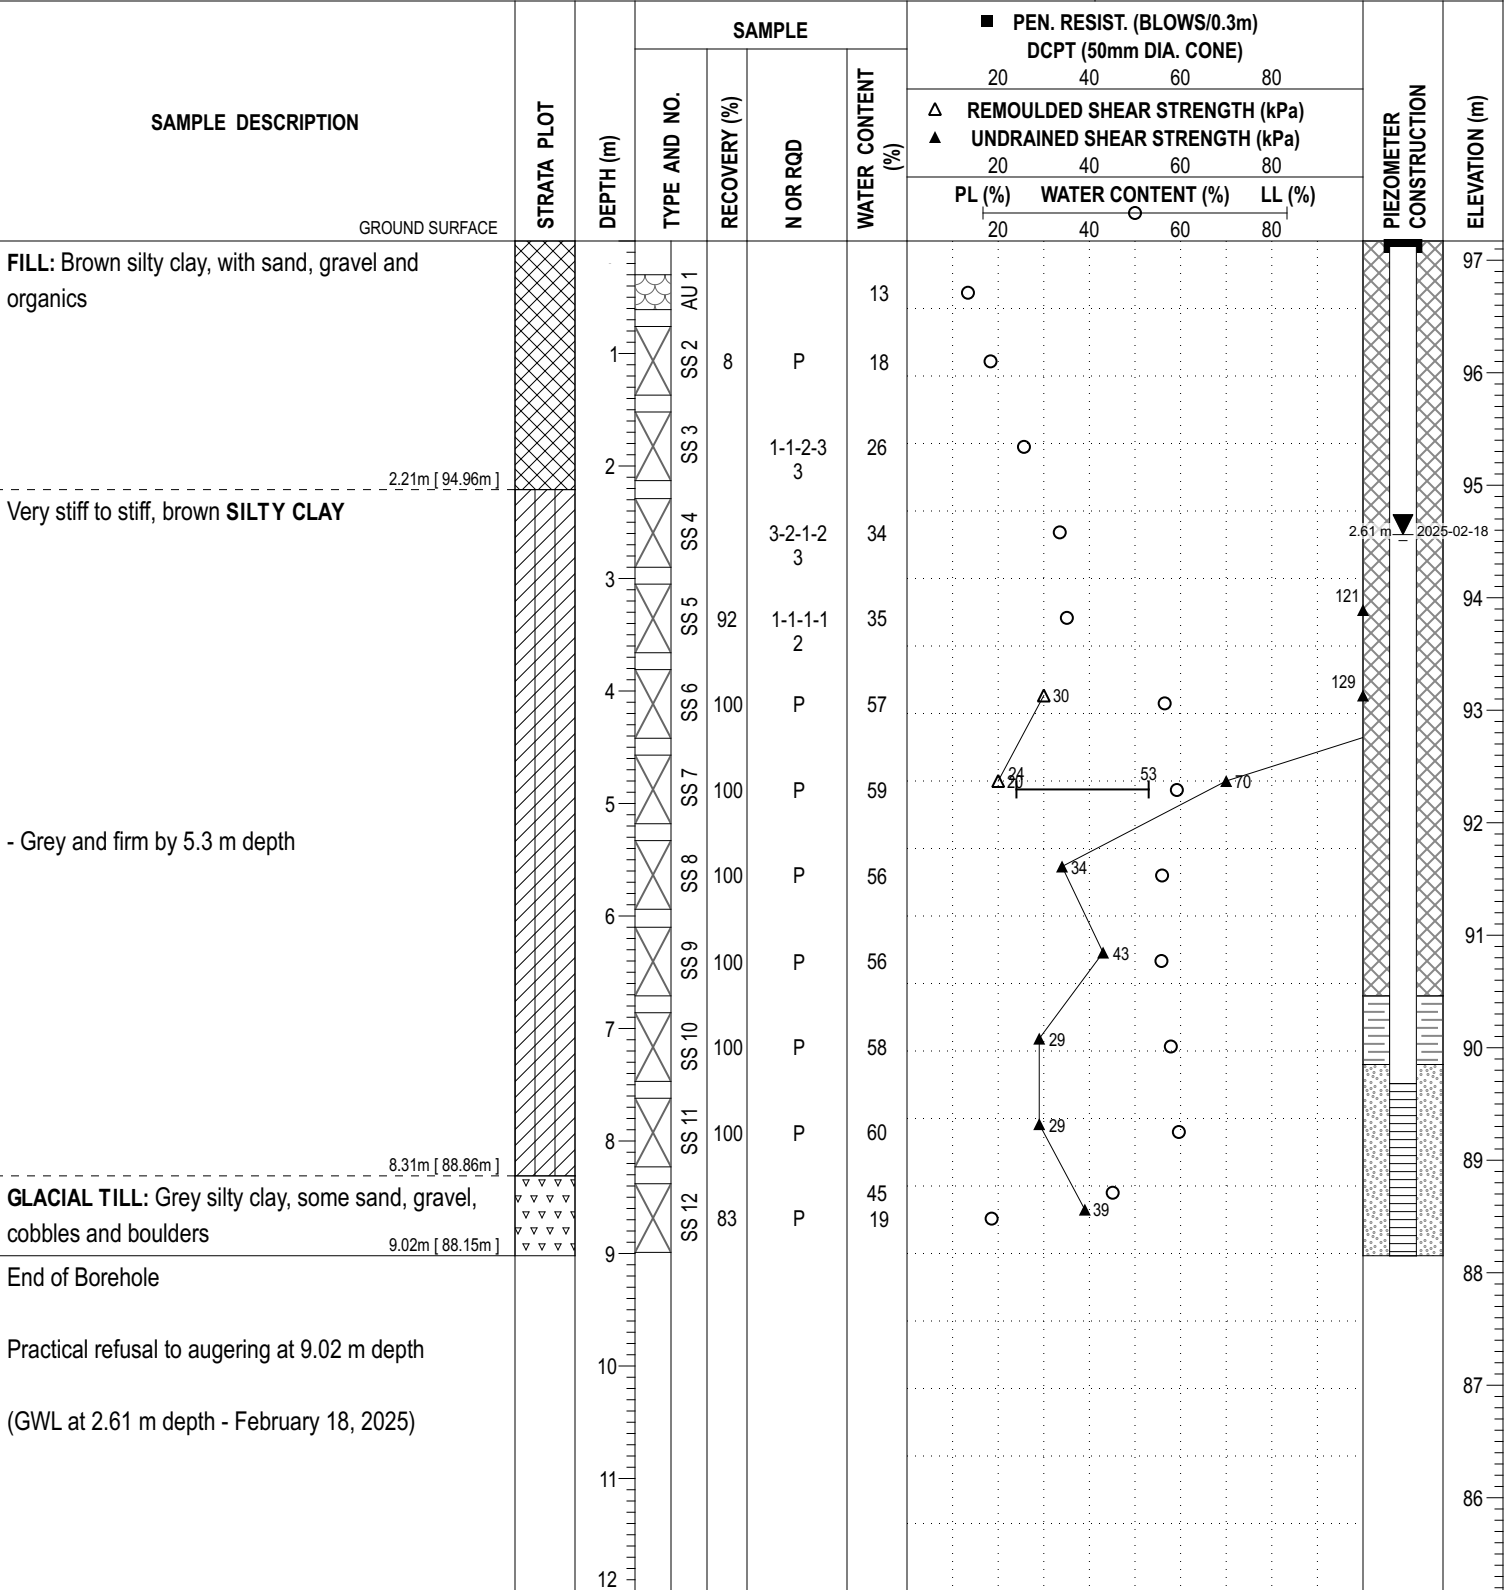 SAMPLE DESCRIPTION
GROUND SURFACE
STRATA PLOT
DEPTH (m)
SAMPLE
TYPE AND NO.
RECOVERY (%)
N OR RQD
WATER CONTENT
(%)
■ PEN. RESIST. (BLOWS/0.3m)
DCPT (50mm DIA. CONE)
20 40 60 80
△ REMOULDED SHEAR STRENGTH (kPa)
▲ UNDRAINED SHEAR STRENGTH (kPa)
20 40 60 80
PL (%) WATER CONTENT (%) LL (%)
20 40 60 80
PIEZOMETER
CONSTRUCTION
ELEVATION (m)
FILL: Brown silty clay, with sand, gravel and
organics
2.21m [ 94.96m ]
Very stiff to stiff, brown SILTY CLAY
- Grey and firm by 5.3 m depth
8.31m [ 88.86m ]
GLACIAL TILL: Grey silty clay, some sand, gravel,
cobbles and boulders
9.02m [ 88.15m ]
End of Borehole
Practical refusal to augering at 9.02 m depth
(GWL at 2.61 m depth - February 18, 2025)
1
2
3
4
5
6
7
8
9
10
11
12
AU 1 13
SS 2 8 P 18
SS 3 1-1-2-3 26
3
SS 4 3-2-1-2 34
3
SS 5 92 1-1-1-1 35
2
SS 6 100 P 57
SS 7 100 P 59
SS 8 100 P 56
SS 9 100 P 56
SS 10 100 P 58
SS 11 100 P 60
45
SS 12 83 P 19
121
129
30
24
20
53
70
34
43
29
29
39
2.61 m 2025-02-18
97
96
95
94
93
92
91
90
89
88
87
86